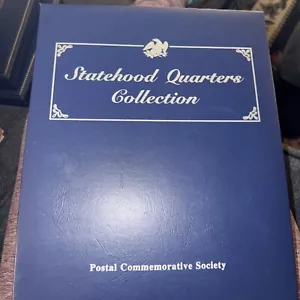 Statehood Quarters
Collection
Postal Commemorative Society